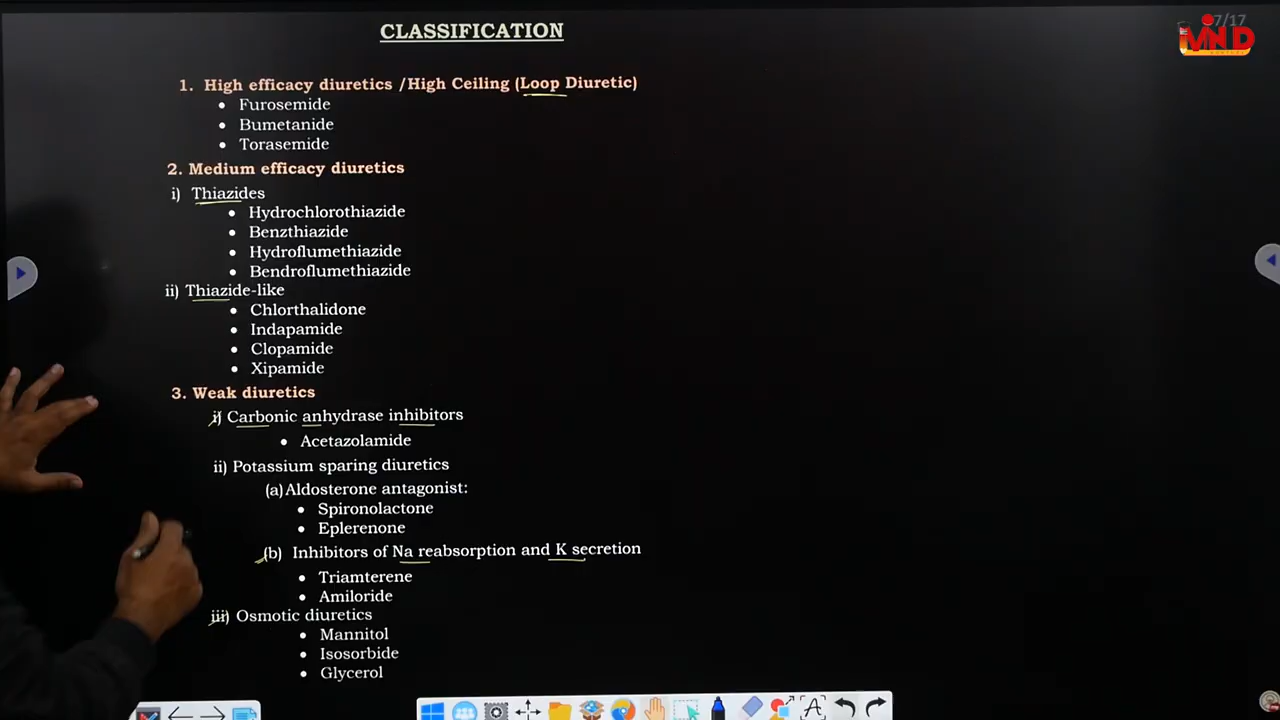 CLASSIFICATION
7/17
MIND
1. High efficacy diuretics /High Ceiling (Loop Diuretic)
• Furosemide
• Bumetanide
• Torasemide
2. Medium efficacy diuretics
i) Thiazides
• Hydrochlorothiazide
• Benzthiazide
• Hydroflumethiazide
• Bendroflumethiazide
ii) Thiazide-like
• Chlorthalidone
• Indapamide
• Clopamide
• Xipamide
3. Weak diuretics
i) Carbonic anhydrase inhibitors
• Acetazolamide
ii) Potassium sparing diuretics
(a) Aldosterone antagonist:
• Spironolactone
• Eplerenone
(b) Inhibitors of Na reabsorption and K secretion
• Triamterene
• Amiloride
iii) Osmotic diuretics
• Mannitol
• Isosorbide
• Glycerol